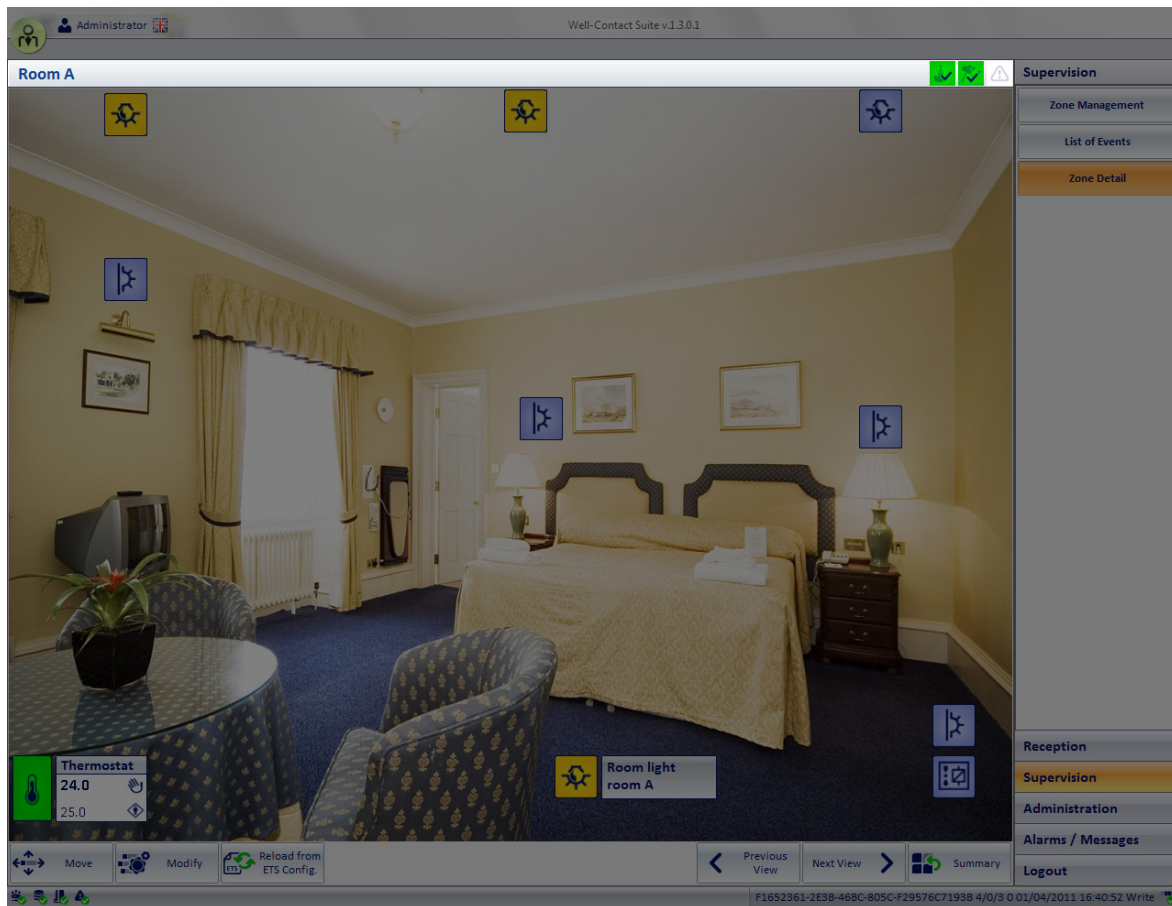 Administrator
Well-Contact Suite v.1.3.0.1
Room A
Supervision
Zone Management
List of Events
Zone Detail
Thermostat
24.0
25.0
Room light
room A
Reception
Supervision
Administration
Alarms / Messages
Logout
Move
Modify
ETS
Reload from
ETS Config.
Previous
View
Next View
Summary
F1652361-2E3B-468C-805C-F29576C7193B 4/0/3 0 01/04/2011 16:40:52 Write